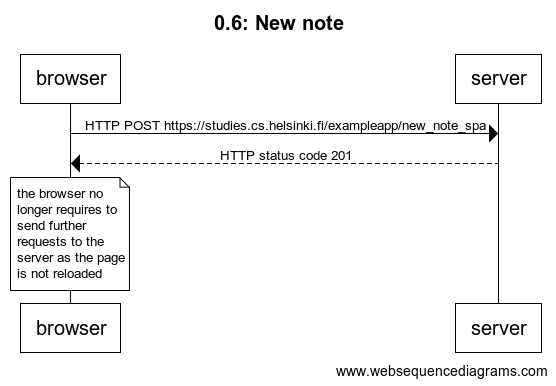 0.6: New note
browser
server
HTTP POST https://studies.cs.helsinki.fi/exampleapp/new_note_spa
HTTP status code 201
the browser no
longer requires to
send further
requests to the
server as the page
is not reloaded
browser
server
www.websequencediagrams.com